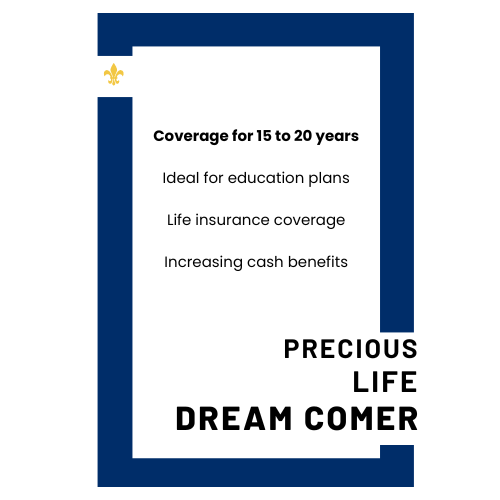 Coverage for 15 to 20 years
Ideal for education plans
Life insurance coverage
Increasing cash benefits
PRECIOUS
LIFE
DREAM COMER